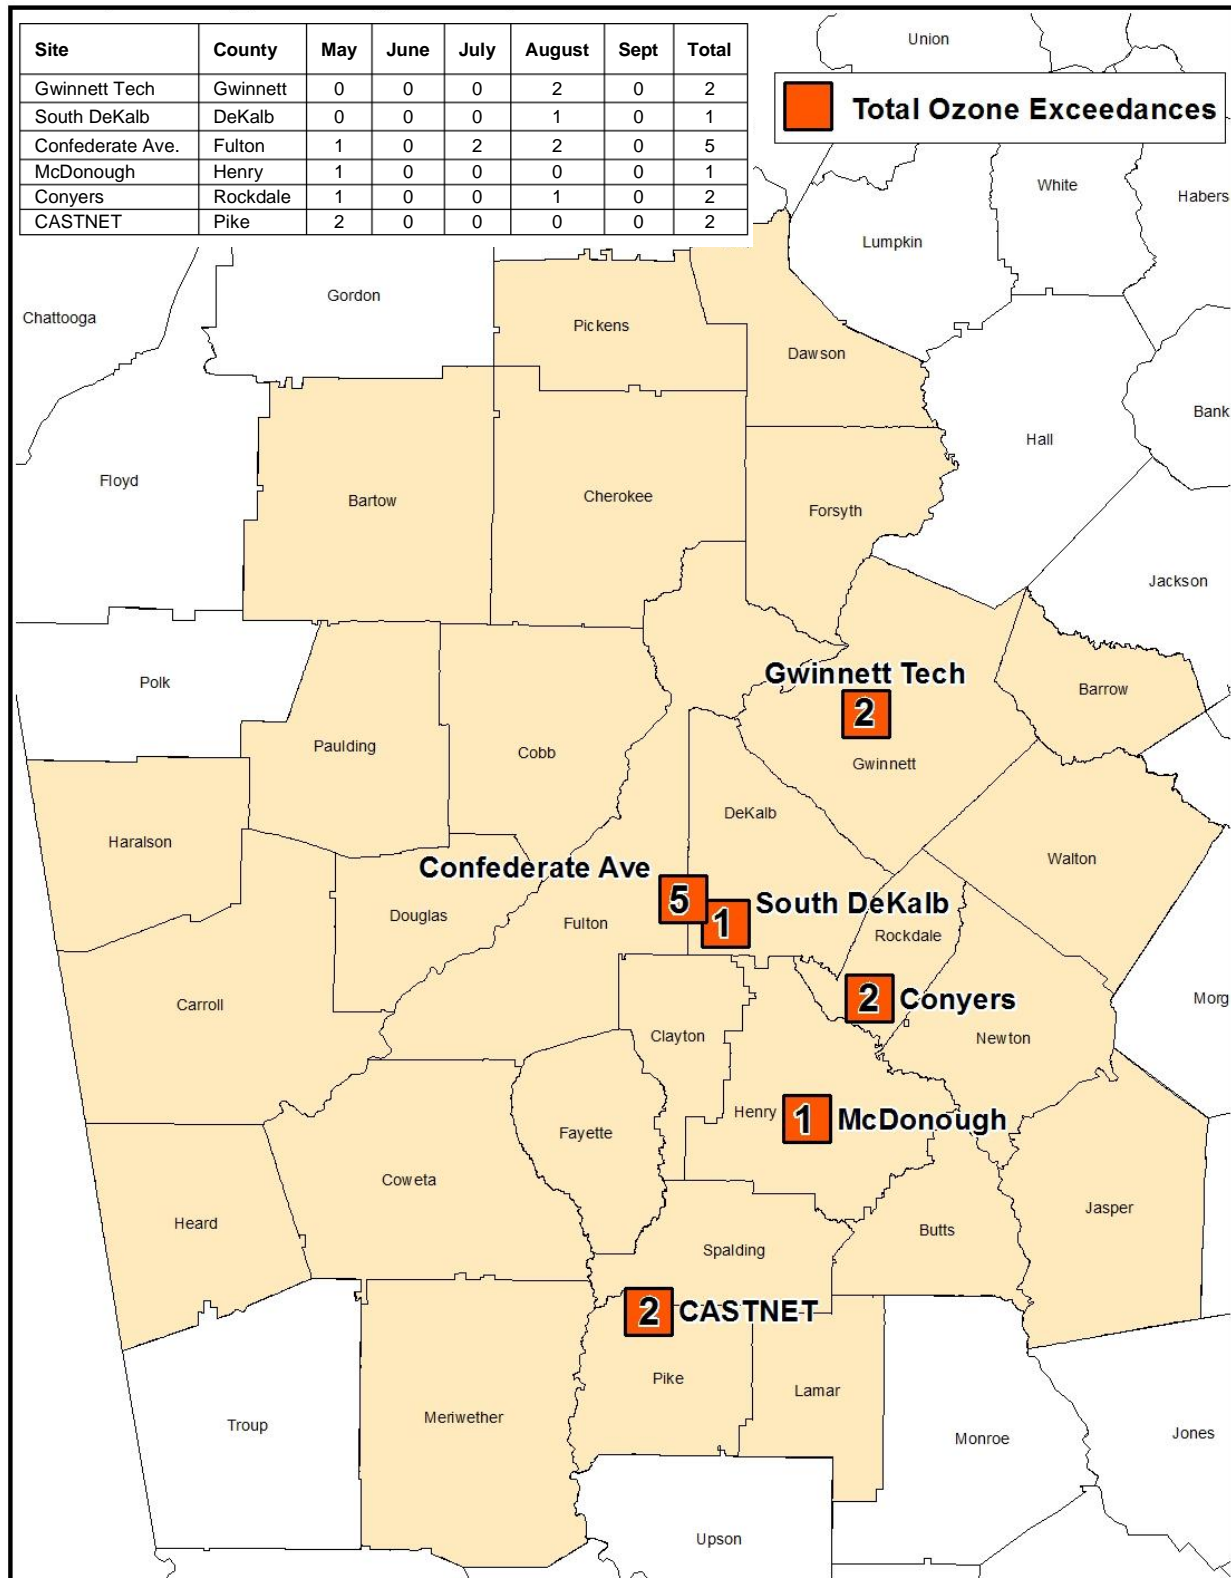 Site County May June July August Sept Total
Gwinnett Tech Gwinnett 0 0 0 2 0 2
South DeKalb DeKalb 0 0 0 1 0 1
Confederate Ave. Fulton 1 0 2 2 0 5
McDonough Henry 1 0 0 0 0 1
Conyers Rockdale 1 0 0 1 0 2
CASTNET Pike 2 0 0 0 0 2
Union
Total Ozone Exceedances
White
Habers
Lumpkin
Gordon
Chattooga
Pickens
Dawson
Bank
Hall
Floyd
Bartow
Cherokee
Forsyth
Jackson
Gwinnett Tech
Polk
Barrow
2
Paulding
Cobb
Gwinnett
DeKalb
Haralson
Walton
Confederate Ave
5
South DeKalb
Douglas
Fulton
1
Rockdale
Carroll
2 Conyers
Morg
Clayton
Newton
Henry
1 McDonough
Fayette
Coweta
Jasper
Heard
Butts
Spalding
2 CASTNET
Pike
Lamar
Meriwether
Troup
Monroe
Jones
Upson